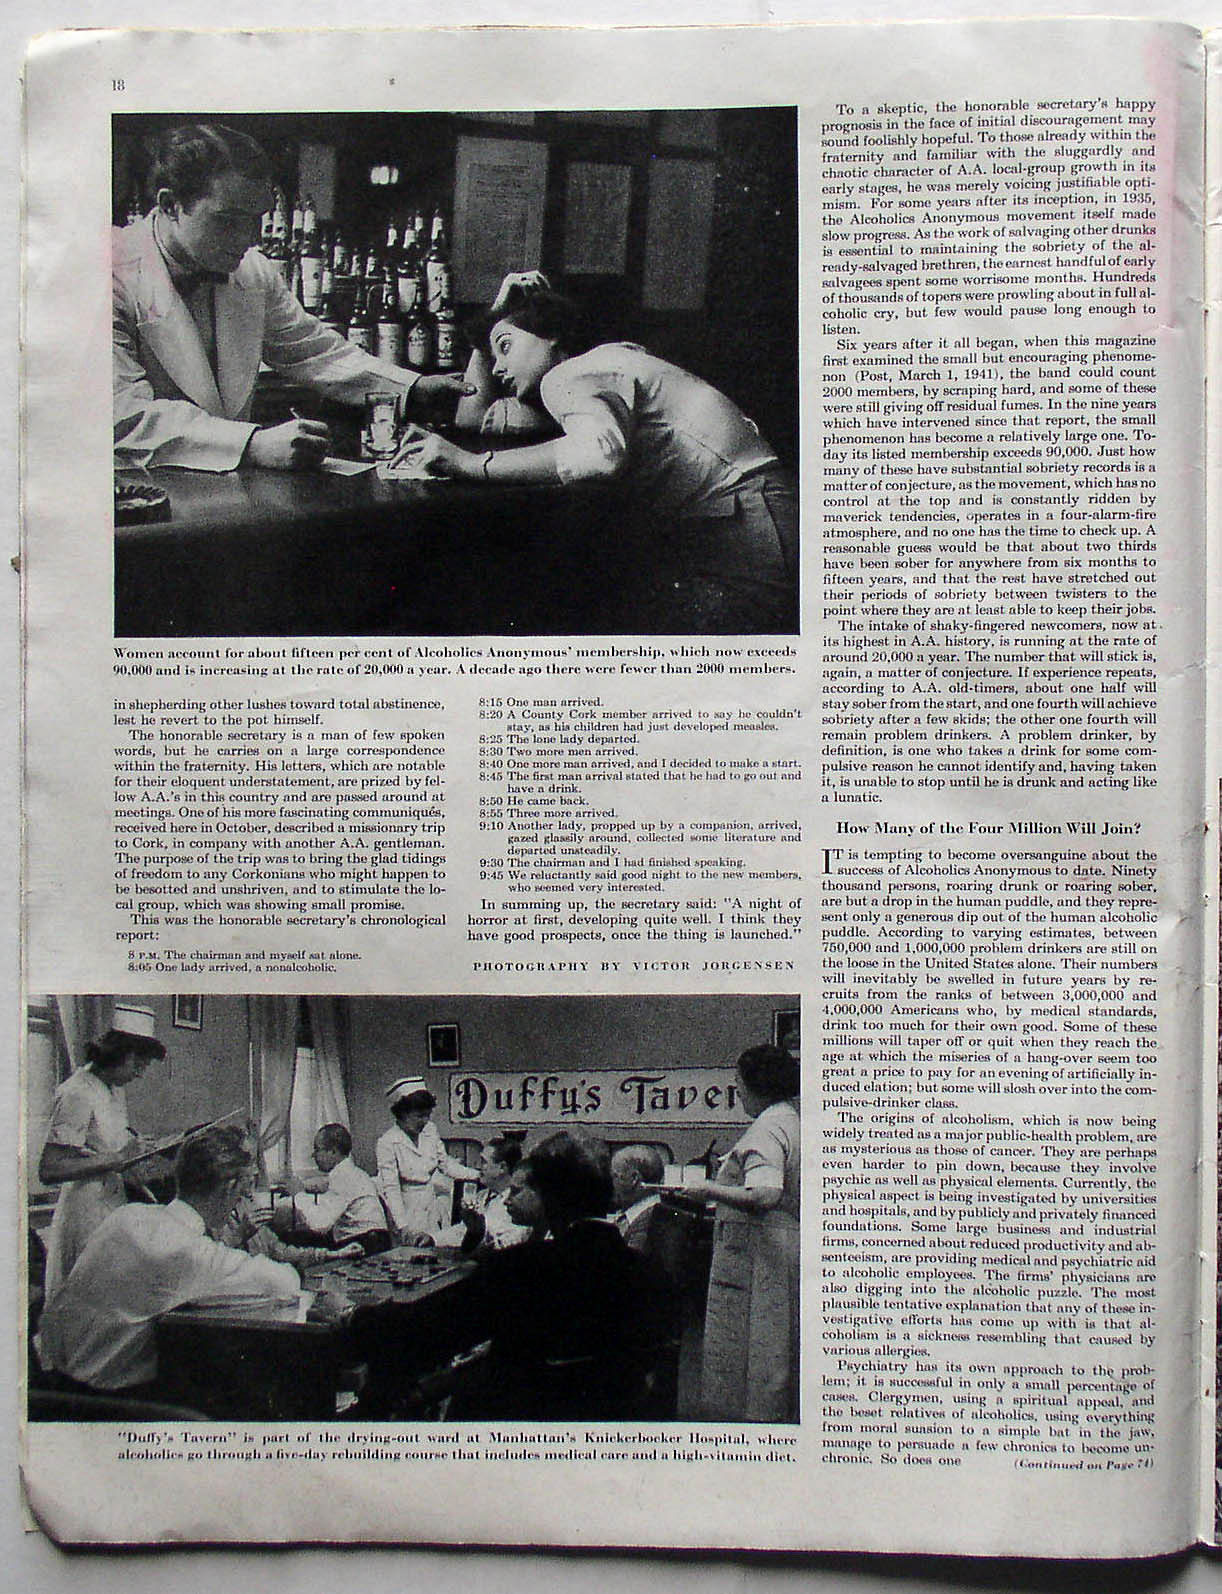 18
Women account for about fifteen per cent of Alcoholics Anonymous' membership, which now exceeds
90,000 and is increasing at the rate of 20,000 a year. A decade ago there were fewer than 2000 members.
in shepherding other lushes toward total abstinence,
lest he revert to the pot himself.
The honorable secretary is a man of few spoken
words, but he carries on a large correspondence
within the fraternity. His letters, which are notable
for their eloquent understatement, are prized by fel-
low A.A.'s in this country and are passed around at
meetings. One of his more fascinating communiqués,
received here in October, described a missionary trip
to Cork, in company with another A.A. gentleman.
The purpose of the trip was to bring the glad tidings
of freedom to any Corkonians who might happen to
be besotted and unshriven, and to stimulate the lo-
cal group, which was showing small promise.
This was the honorable secretary's chronological
report:
8 P.M. The chairman and myself sat alone.
8:05 One lady arrived, a nonalcoholic.
8:15 One man arrived.
8:20 A County Cork member arrived to say he couldn't
stay, as his children had just developed measles.
8:25 The lone lady departed.
8:30 Two more men arrived.
8:40 One more man arrived, and I decided to make a start.
8:45 The first man arrival stated that he had to go out and
have a drink.
8:50 He came back.
8:55 Three more arrived.
9:10 Another lady, propped up by a companion, arrived,
gazed glassily around, collected some literature and
departed unsteadily.
9:30 The chairman and I had finished speaking.
9:45 We reluctantly said good night to the new members,
who seemed very interested.
In summing up, the secretary said: "A night of
horror at first, developing quite well. I think they
have good prospects, once the thing is launched."
PHOTOGRAPHY BY VICTOR JORGENSEN
Duffy's Taver
"Duffy's Tavern" is part of the drying-out ward at Manhattan's Knickerbocker Hospital, where
alcoholics go through a five-day rebuilding course that includes medical care and a high-vitamin diet.
To a skeptic, the honorable secretary's happy
prognosis in the face of initial discouragement may
sound foolishly hopeful. To those already within the
fraternity and familiar with the sluggardly and
chaotic character of A.A. local-group growth in its
early stages, he was merely voicing justifiable opti-
mism. For some years after its inception, in 1935,
the Alcoholics Anonymous movement itself made
slow progress. As the work of salvaging other drunks
is essential to maintaining the sobriety of the al-
ready-salvaged brethren, the earnest handful of early
salvagees spent some worrisome months. Hundreds
of thousands of topers were prowling about in full al-
coholic cry, but few would pause long enough to
listen.
Six years after it all began, when this magazine
first examined the small but encouraging phenome-
non (Post, March 1, 1941), the band could count
2000 members, by scraping hard, and some of these
were still giving off residual fumes. In the nine years
which have intervened since that report, the small
phenomenon has become a relatively large one. To-
day its listed membership exceeds 90,000. Just how
many of these have substantial sobriety records is a
matter of conjecture, as the movement, which has no
control at the top and is constantly ridden by
maverick tendencies, operates in a four-alarm-fire
atmosphere, and no one has the time to check up. A
reasonable guess would be that about two thirds
have been sober for anywhere from six months to
fifteen years, and that the rest have stretched out
their periods of sobriety between twisters to the
point where they are at least able to keep their jobs.
The intake of shaky-fingered newcomers, now at
its highest in A.A. history, is running at the rate of
around 20,000 a year. The number that will stick is,
again, a matter of conjecture. If experience repeats,
according to A.A. old-timers, about one half will
stay sober from the start, and one fourth will achieve
sobriety after a few skids; the other one fourth will
remain problem drinkers. A problem drinker, by
definition, is one who takes a drink for some com-
pulsive reason he cannot identify and, having taken
it, is unable to stop until he is drunk and acting like
a lunatic.
How Many of the Four Million Will Join?
IT is tempting to become oversanguine about the
success of Alcoholics Anonymous to date. Ninety
thousand persons, roaring drunk or roaring sober,
are but a drop in the human puddle, and they repre-
sent only a generous dip out of the human alcoholic
puddle. According to varying estimates, between
750,000 and 1,000,000 problem drinkers are still on
the loose in the United States alone. Their numbers
will inevitably be swelled in future years by re-
cruits from the ranks of between 3,000,000 and
4,000,000 Americans who, by medical standards,
drink too much for their own good. Some of these
millions will taper off or quit when they reach the
age at which the miseries of a hang-over seem too
great a price to pay for an evening of artificially in-
duced elation; but some will slosh over into the com-
pulsive-drinker class.
The origins of alcoholism, which is now being
widely treated as a major public-health problem, are
as mysterious as those of cancer. They are perhaps
even harder to pin down, because they involve
psychic as well as physical elements. Currently, the
physical aspect is being investigated by universities
and hospitals, and by publicly and privately financed
foundations. Some large business and industrial
firms, concerned about reduced productivity and ab-
senteeism, are providing medical and psychiatric aid
to alcoholic employees. The firms' physicians are
also digging into the alcoholic puzzle. The most
plausible tentative explanation that any of these in-
vestigative efforts has come up with is that al-
coholism is a sickness resembling that caused by
various allergies.
Psychiatry has its own approach to the prob-
lem; it is successful in only a small percentage of
cases. Clergymen, using a spiritual appeal, and
the beset relatives of alcoholics, using everything
from moral suasion to a simple bat in the jaw,
manage to persuade a few chronics to become un-
chronic. So does one (Continued on Page 74)